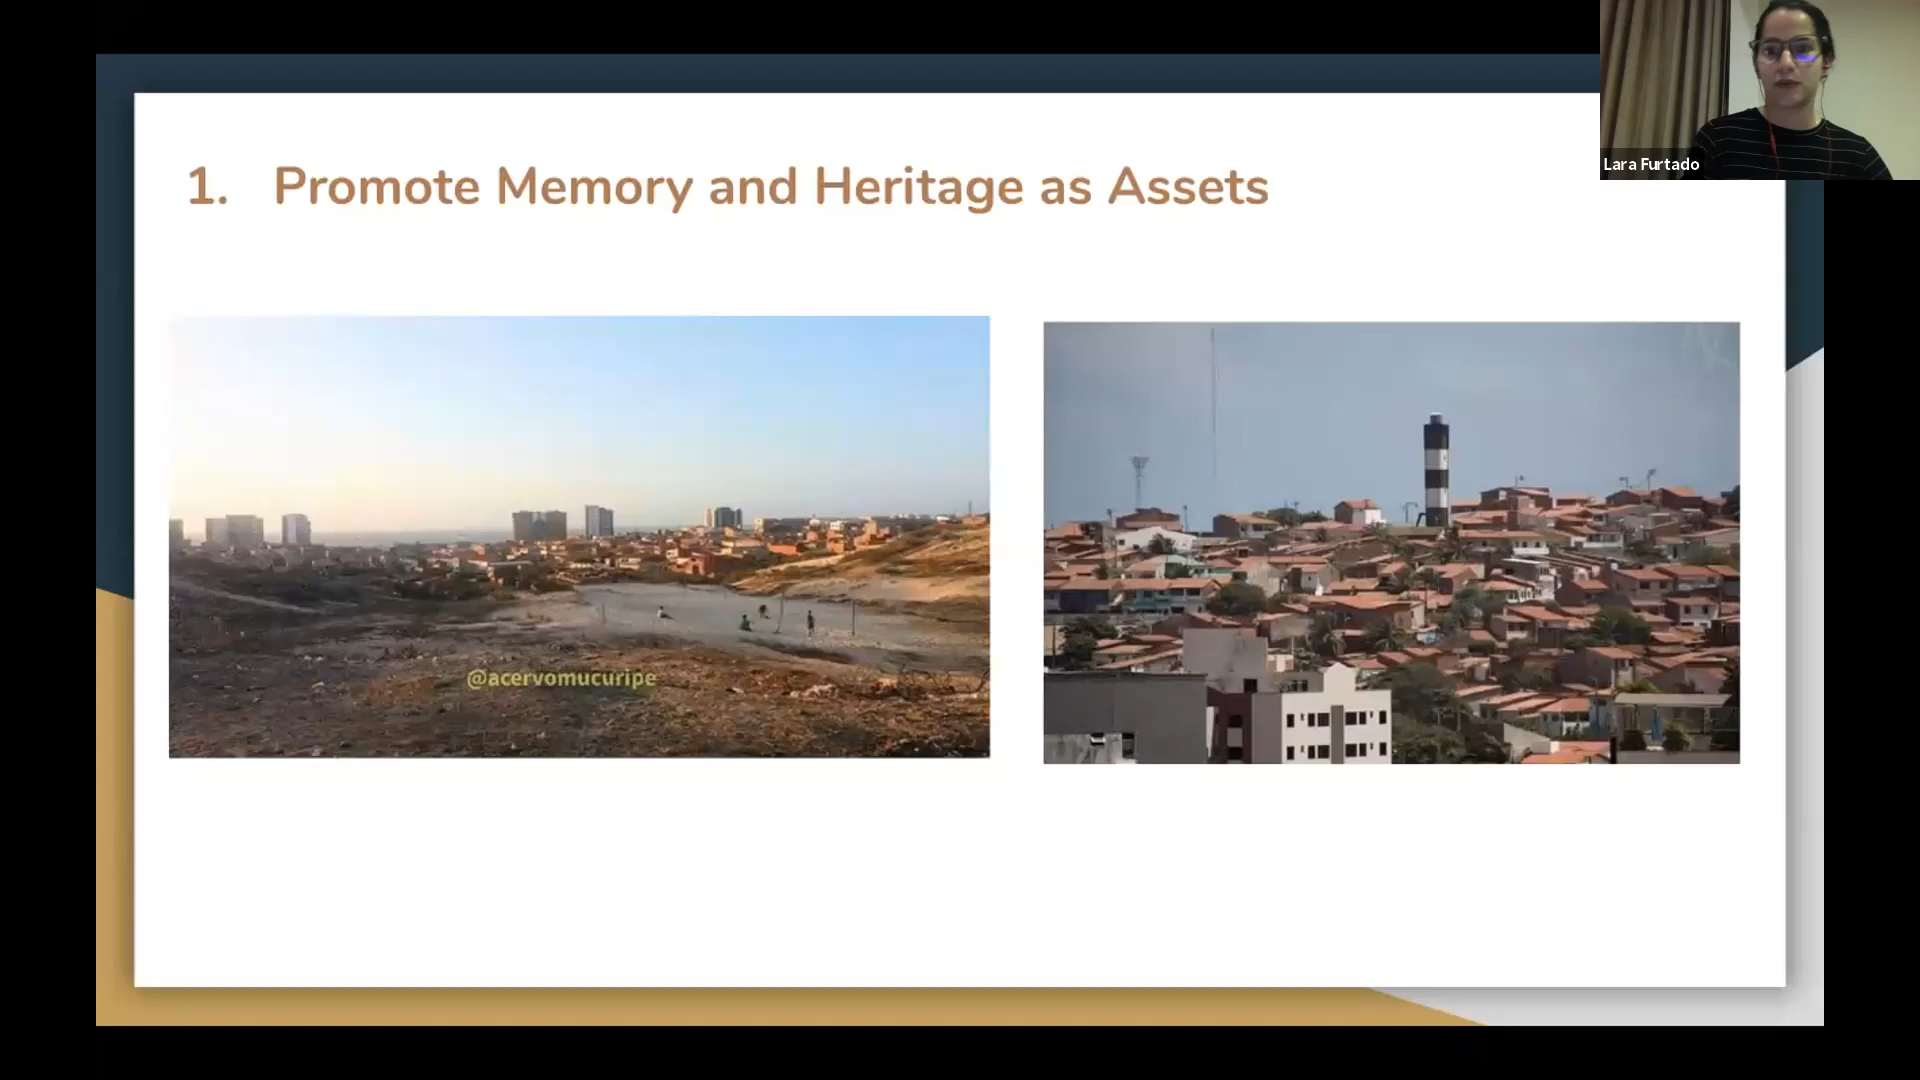 Lara Furtado
1. Promote Memory and Heritage as Assets
@acervomucuripe